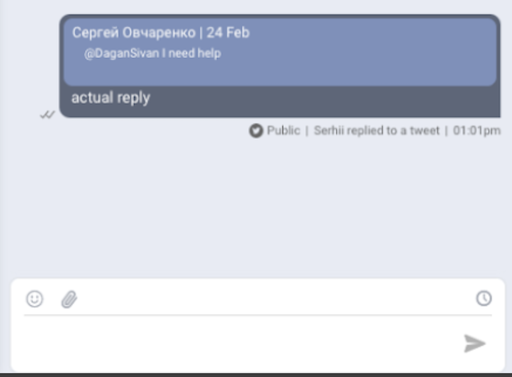 Сергей Овчаренко | 24 Feb
@DaganSivan I need help
actual reply
Public | Serhii replied to a tweet | 01:01pm